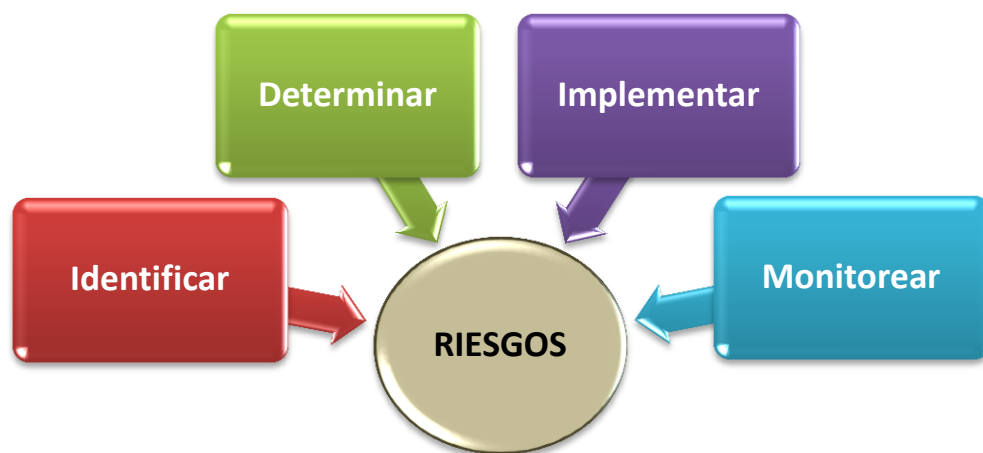 Determinar
Implementar
Identificar
Monitorear
RIESGOS